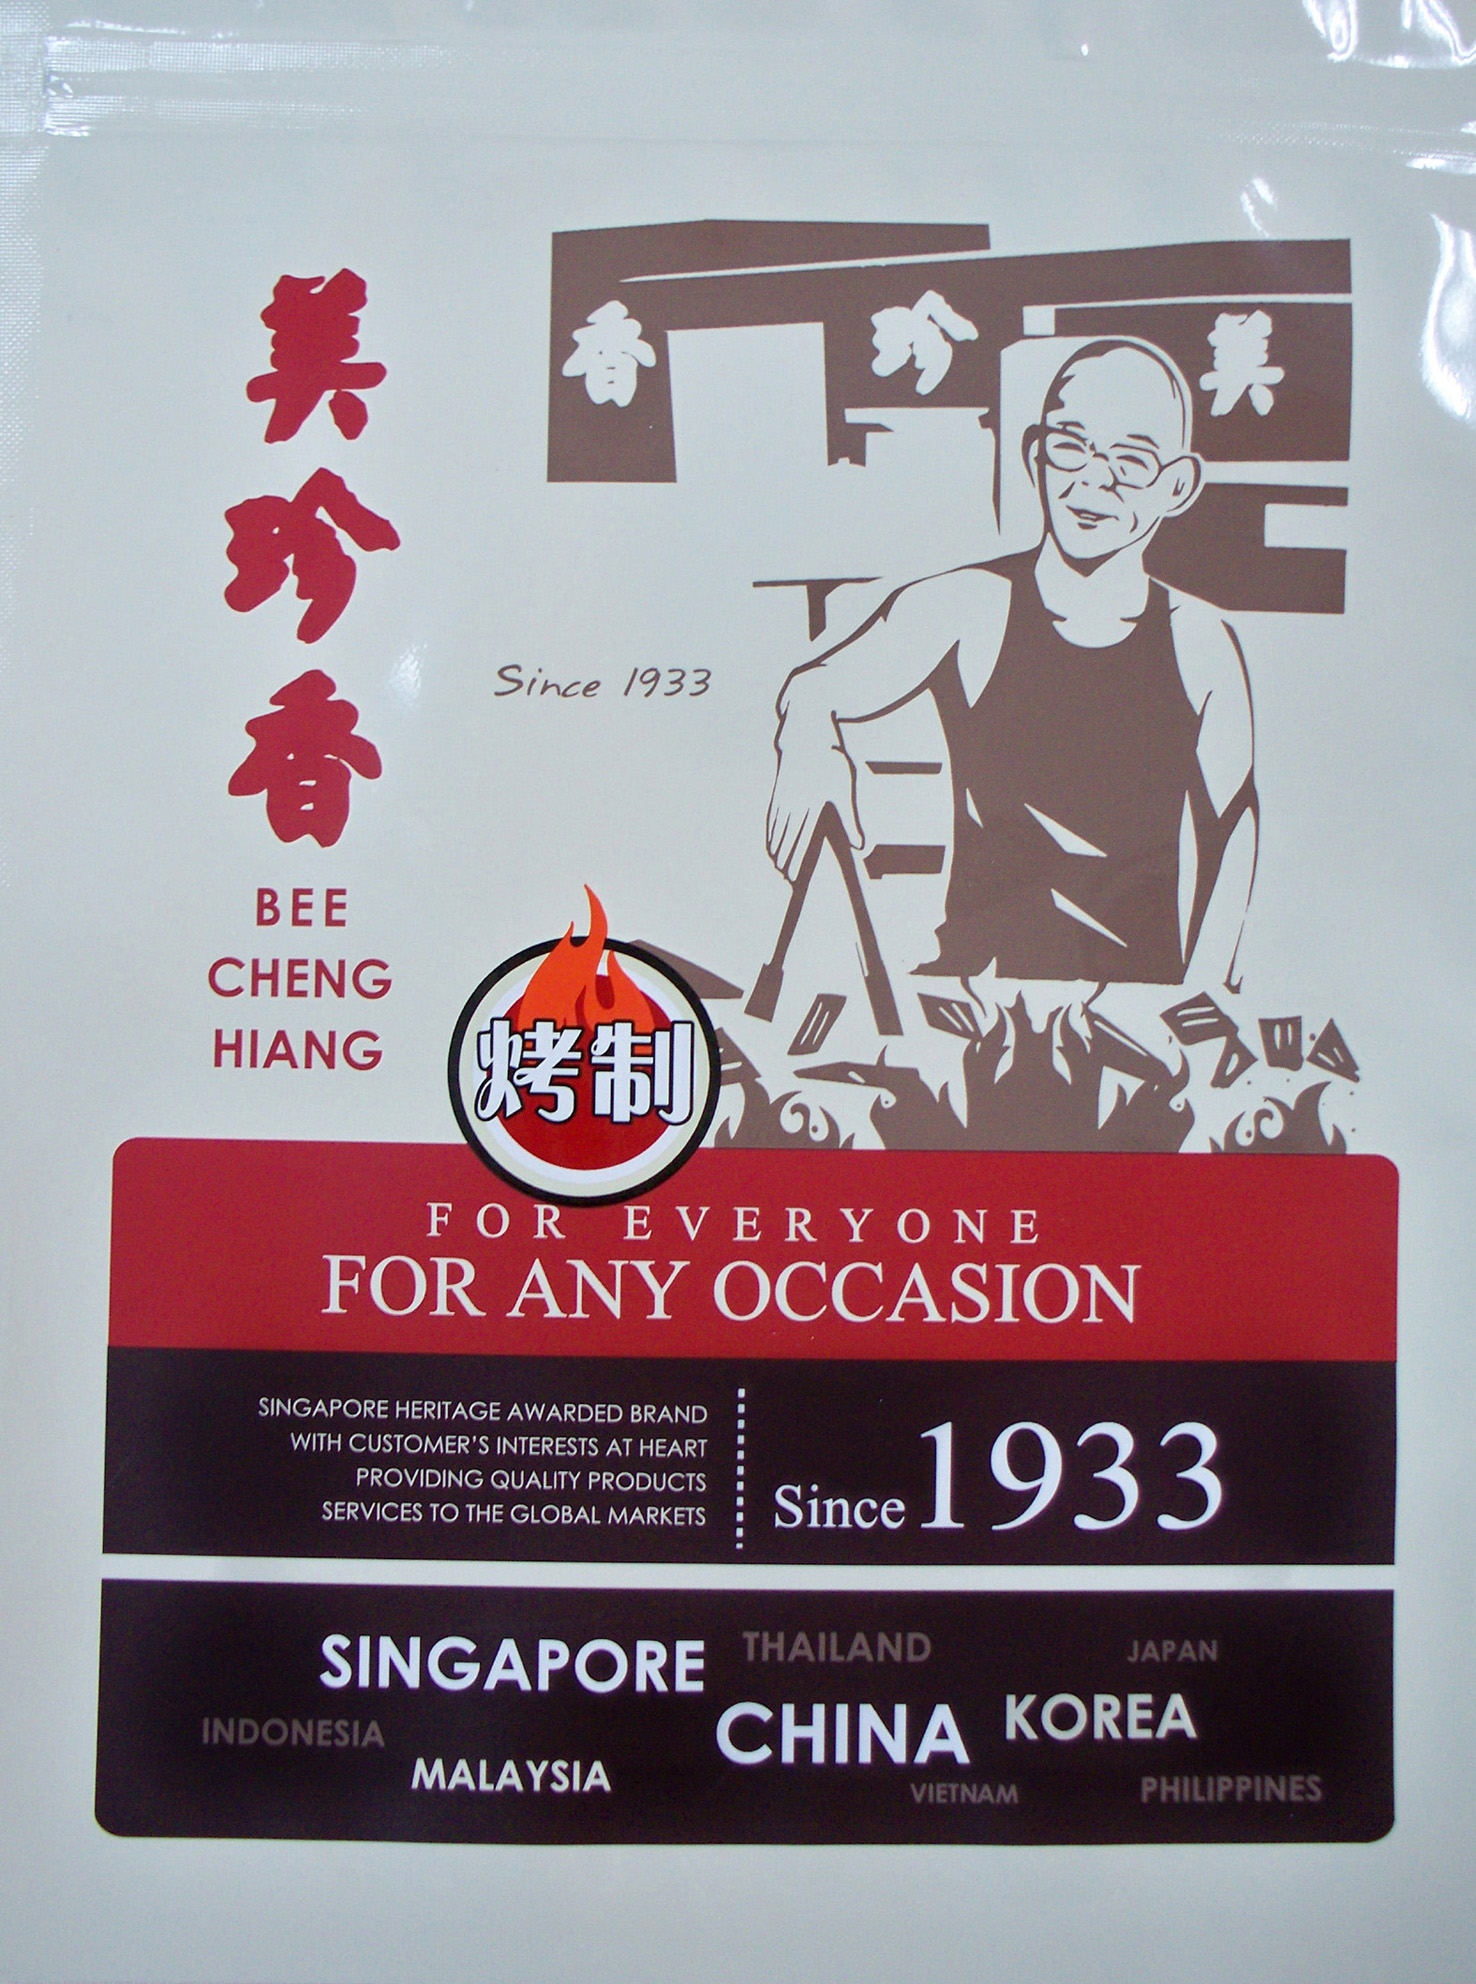 香 珍 美
美
珍
香
Since 1933
BEE
CHENG
HIANG
烤制
FOR EVERYONE
FOR ANY OCCASION
SINGAPORE HERITAGE AWARDED BRAND
WITH CUSTOMER'S INTERESTS AT HEART
PROVIDING QUALITY PRODUCTS
SERVICES TO THE GLOBAL MARKETS
Since 1933
SINGAPORE THAILAND JAPAN
INDONESIA CHINA KOREA
MALAYSIA VIETNAM PHILIPPINES